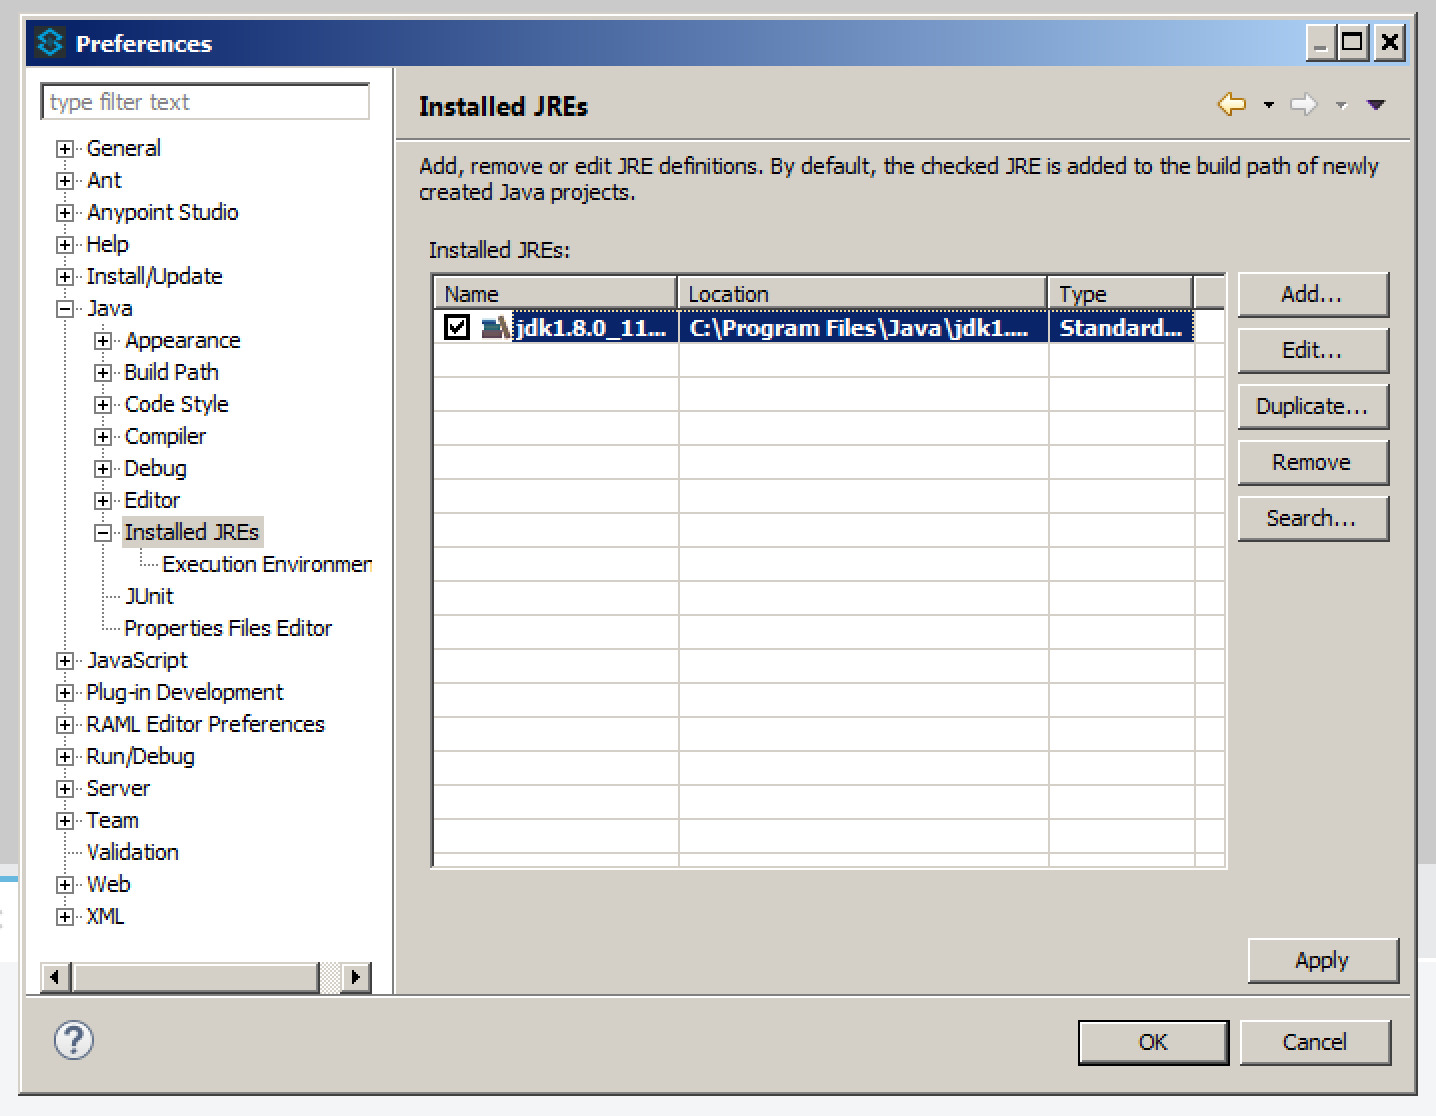 Preferences
type filter text
General
Ant
Anypoint Studio
Help
Install/Update
Java
Appearance
Build Path
Code Style
Compiler
Debug
Editor
Installed JREs
Execution Environmen
JUnit
Properties Files Editor
JavaScript
Plug-in Development
RAML Editor Preferences
Run/Debug
Server
Team
Validation
Web
XML
Installed JREs
Add, remove or edit JRE definitions. By default, the checked JRE is added to the build path of newly
created Java projects.
Installed JREs:
Name Location Type
jdk1.8.0_11... C:\Program Files\Java\jdk1.... Standard...
Add...
Edit...
Duplicate...
Remove
Search...
Apply
?
OK Cancel